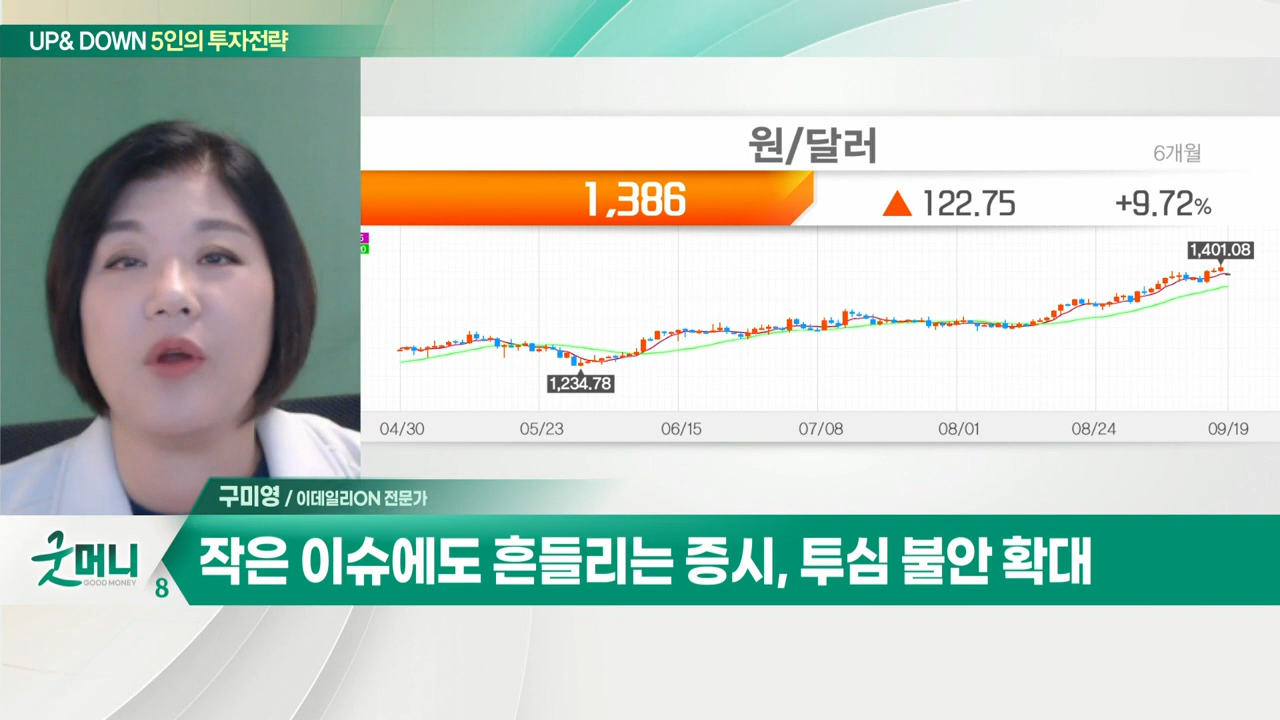 UP& DOWN 5인의 투자전략
원/달러
6개월
1,386 ▲ 122.75 +9.72%
1,401.08
1,234.78
04/30 05/23 06/15 07/08 08/01 08/24 09/19
구미영 / 이데일리ON 전문가
굿머니
GOOD MONEY
8
작은 이슈에도 흔들리는 증시, 투심 불안 확대